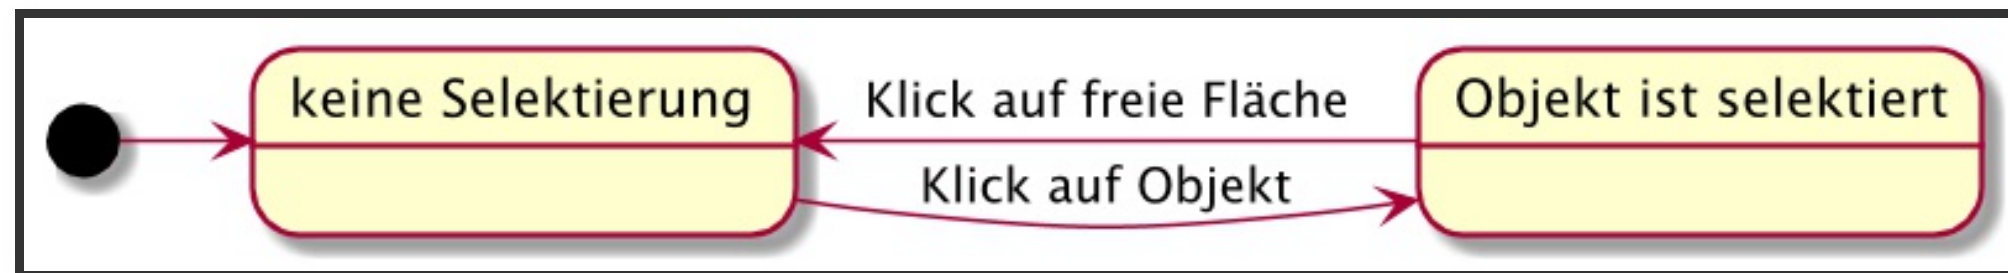 keine Selektierung
Klick auf freie Fläche
Klick auf Objekt
Objekt ist selektiert